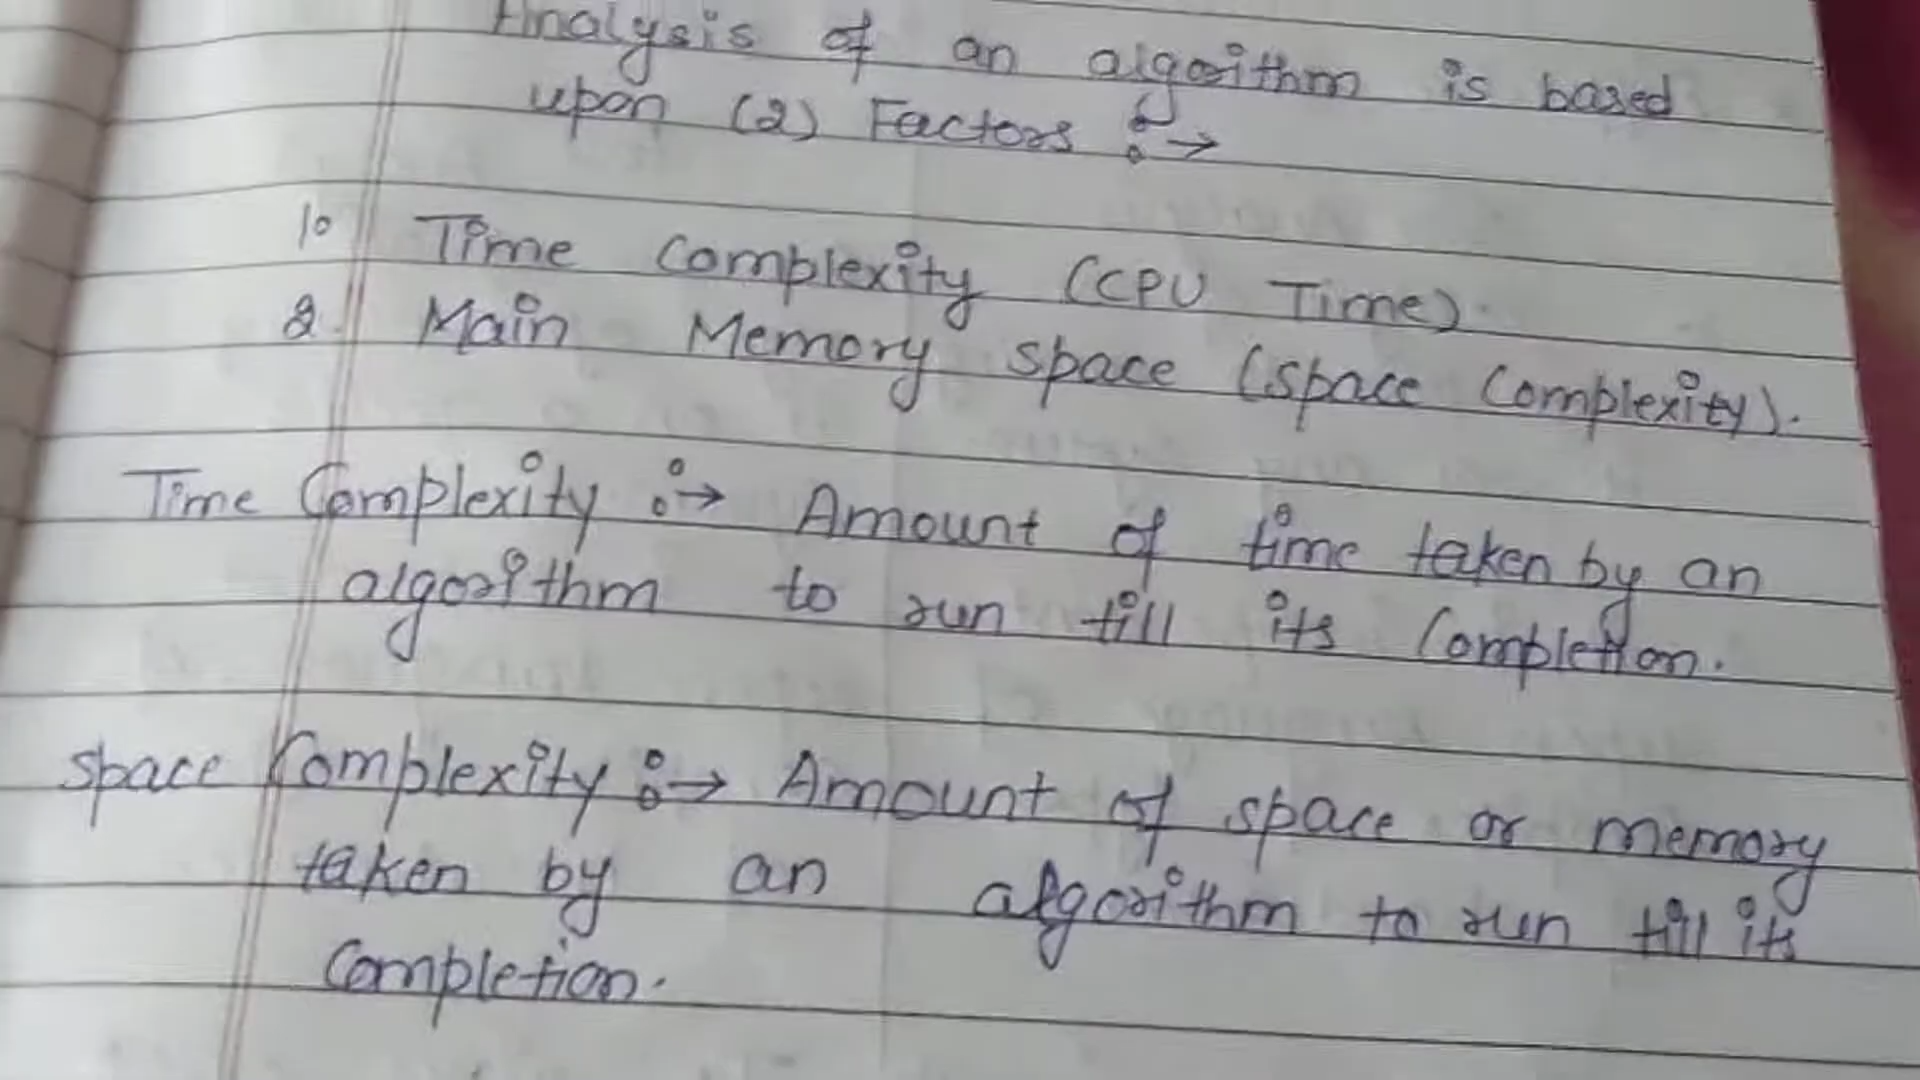 Analysis of an algorithm is based
upon (2) Factors :→
1. Time Complexity (CPU Time).
2. Main Memory space (space Complexity).
Time Complexity :→ Amount of time taken by an
algorithm to run till its Completion.
space Complexity :→ Amount of space or memory
taken by an algorithm to run till its
Completion.